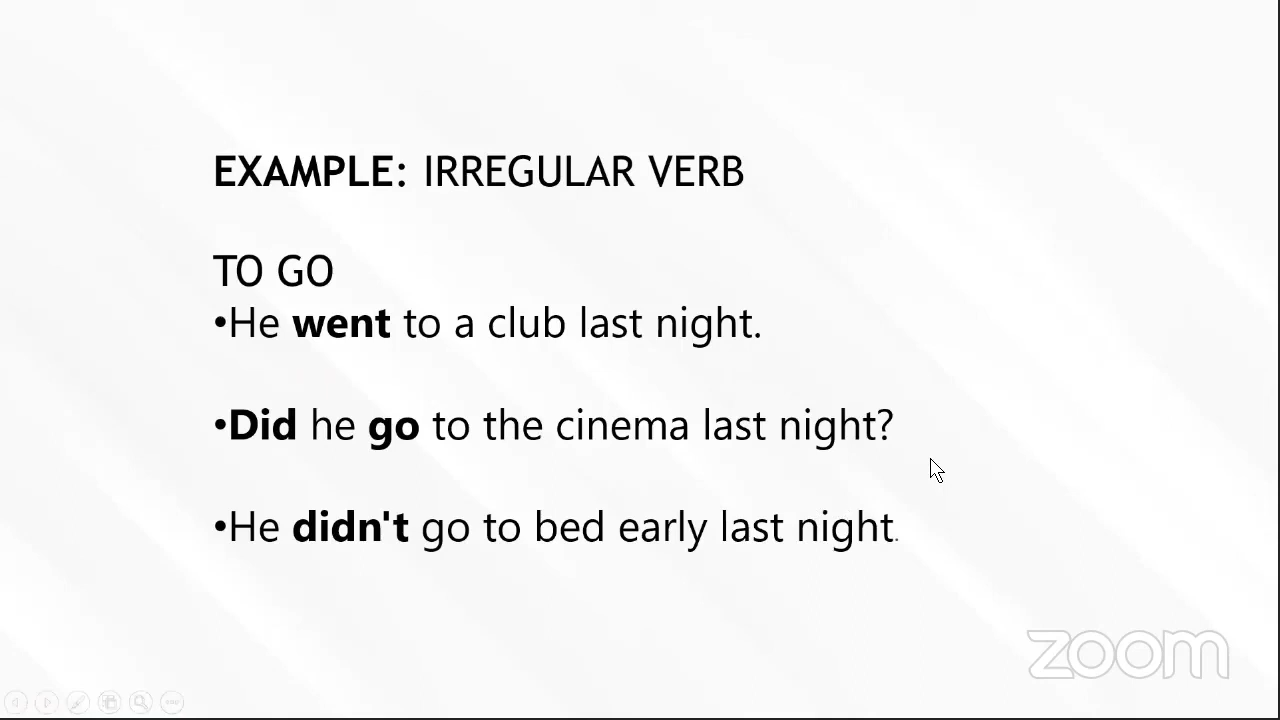 EXAMPLE: IRREGULAR VERB
TO GO
•He went to a club last night.
•Did he go to the cinema last night?
•He didn't go to bed early last night.
zoom